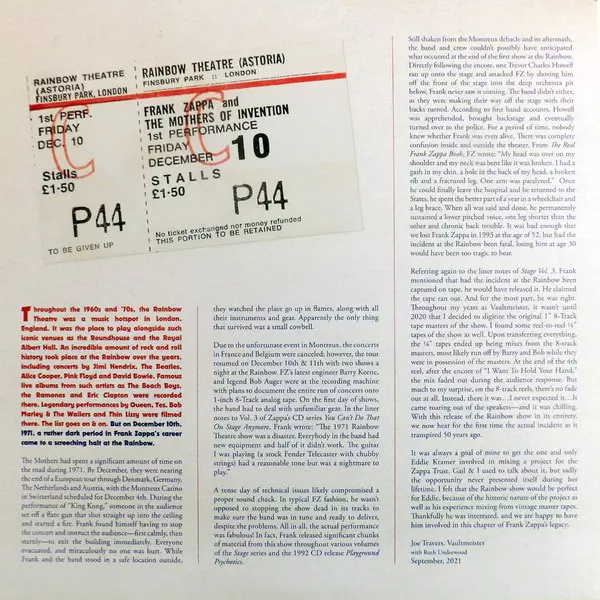 RAINBOW THEATRE
(ASTORIA)
FINSBURY PARK, LONDON
1st PERF.
FRIDAY
DEC. 10
Stalls
£1·50
P44
TO BE GIVEN UP
RAINBOW THEATRE (ASTORIA)
FINSBURY PARK :: LONDON
FRANK ZAPPA and
THE MOTHERS OF INVENTION
1st PERFORMANCE
FRIDAY
DECEMBER 10
STALLS
£1·50
P44
No ticket exchanged nor money refunded
THIS PORTION TO BE RETAINED
Throughout the 1960s and '70s, the Rainbow
Theatre was a music hotspot in London,
England. It was the place to play alongside such
iconic venues as the Roundhouse and the Royal
Albert Hall. An incredible amount of rock and roll
history took place at the Rainbow over the years,
including concerts by Jimi Hendrix, The Beatles,
Alice Cooper, Pink Floyd and David Bowie. Famous
live albums from such artists as The Beach Boys,
the Ramones and Eric Clapton were recorded
there. Legendary performances by Queen, Yes, Bob
Marley & The Wailers and Thin Lizzy were filmed
there. The list goes on & on. But on December 10th,
1971, a rather dark period in Frank Zappa's career
came to a screeching halt at the Rainbow.
The Mothers had spent a significant amount of time on
the road during 1971. By December, they were nearing
the end of a European tour through Denmark, Germany,
The Netherlands and Austria, with the Montreux Casino
in Switzerland scheduled for December 4th. During the
performance of "King Kong," someone in the audience
set off a flare gun that shot straight up into the ceiling
and started a fire. Frank found himself having to stop
the concert and instruct the audience—first calmly, then
sternly—to exit the building immediately. Everyone
evacuated, and miraculously no one was hurt. While
Frank and the band stood in a safe location outside,
they watched the place go up in flames, along with all
their instruments and gear. Apparently the only thing
that survived was a small cowbell.
Due to the unfortunate event in Montreux, the concerts
in France and Belgium were canceled; however, the tour
resumed on December 10th & 11th with two shows a
night at the Rainbow. FZ's latest engineer Barry Keene,
and legend Bob Auger were at the recording machine
with plans to document the entire run of concerts onto
1-inch 8-Track analog tape. On the first day of shows,
the band had to deal with unfamiliar gear. In the liner
notes to Vol. 3 of Zappa's CD series You Can't Do That
On Stage Anymore, Frank wrote: "The 1971 Rainbow
Theatre show was a disaster. Everybody in the band had
new equipment and half of it didn't work. The guitar
I was playing (a stock Fender Telecaster with chubby
strings) had a reasonable tone but was a nightmare to
play."
A tense day of technical issues likely compromised a
proper sound check. In typical FZ fashion, he wasn't
opposed to stopping the show dead in its tracks to
make sure the band was in tune and ready to deliver,
despite the problems. All in all, the actual performance
was fabulous! In fact, Frank released significant chunks
of material from this show throughout various volumes
of the Stage series and the 1992 CD release Playground
Psychotics.
Still shaken from the Montreux debacle and its aftermath,
the band and crew couldn't possibly have anticipated
what occurred at the end of the first show at the Rainbow.
Directly following the encore, one Trevor Charles Howell
ran up onto the stage and attacked FZ by shoving him
off the front of the stage into the deep orchestra pit
below. Frank never saw it coming. The band didn't either,
as they were making their way off the stage with their
backs turned. According to first hand accounts, Howell
was apprehended, brought backstage and eventually
turned over to the police. For a period of time, nobody
knew whether Frank was even alive. There was complete
confusion inside and outside the theater. From The Real
Frank Zappa Book, FZ wrote: "My head was over on my
shoulder and my neck was bent like it was broken. I had a
gash in my chin, a hole in the back of my head, a broken
rib and a fractured leg. One arm was paralyzed." Once
he could finally leave the hospital and be returned to the
States, he spent the better part of a year in a wheelchair and
a leg brace. When all was said and done, he permanently
sustained a lower pitched voice, one leg shorter than the
other and chronic back trouble. It was bad enough that
we lost Frank Zappa in 1993 at the age of 52, but had the
incident at the Rainbow been fatal, losing him at age 30
would have been too tragic to bear.
Referring again to the liner notes of Stage Vol. 3, Frank
mentioned that had the incident at the Rainbow been
captured on tape, he would have released it. He claimed
the tape ran out. And for the most part, he was right.
Throughout my years as Vaultmeister, it wasn't until
2020 that I decided to digitize the original 1" 8-Track
tape masters of the show. I found some reel-to-reel ¼"
tapes of the show as well. Upon transferring everything,
the ¼" tapes ended up being mixes from the 8-track
masters, most likely run off by Barry and Bob while they
were in possession of the masters. At the end of the 4th
reel, after the encore of "I Want To Hold Your Hand,"
the mix faded out during the audience response. But
much to my surprise, on the 8-track reels, there's no fade
out at all. Instead, there it was…I never expected it…It
came roaring out of the speakers—and it was chilling.
With this release of the Rainbow show in its entirety,
we now hear for the first time the actual incident as it
transpired 50 years ago.
It was always a goal of mine to get the one and only
Eddie Kramer involved in mixing a project for the
Zappa Trust. Gail & I used to talk about it, but sadly
the opportunity never presented itself during her
lifetime. I felt that the Rainbow show would be perfect
for Eddie, because of the historic nature of the project as
well as his experience mixing from vintage master tapes.
Thankfully he was interested, and we are happy to have
him involved in this chapter of Frank Zappa's legacy.
Joe Travers, Vaultmeister
with Rush Underwood
September, 2021